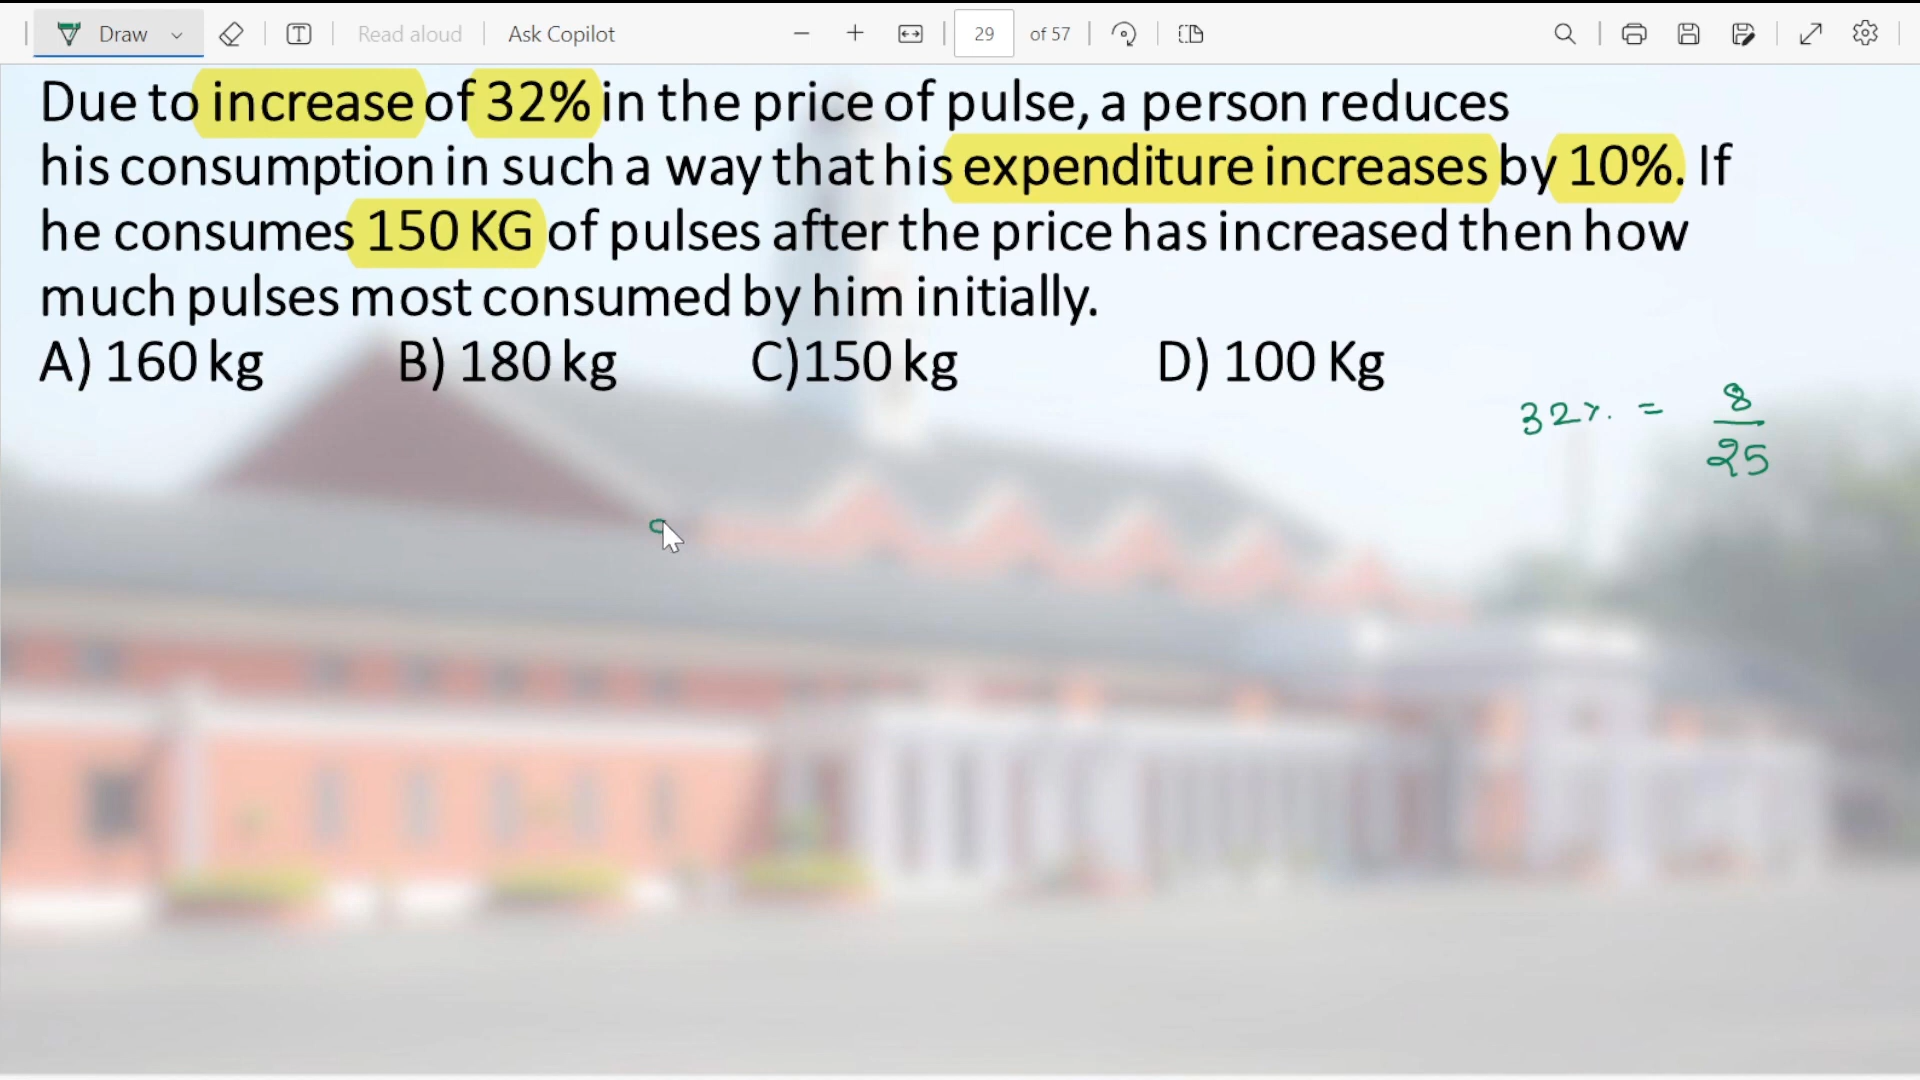 Draw
Read aloud
Ask Copilot
29 of 57
Due to increase of 32% in the price of pulse, a person reduces
his consumption in such a way that his expenditure increases by 10%. If
he consumes 150 KG of pulses after the price has increased then how
much pulses most consumed by him initially.
A) 160 kg B) 180 kg C)150 kg D) 100 Kg
32%. = 8/25